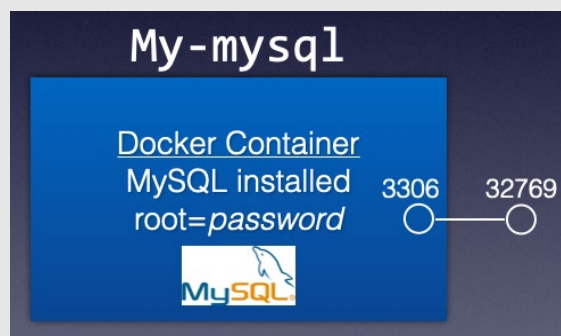 My-mysql
Docker Container
MySQL installed
root=password
3306 32769
MySQL®